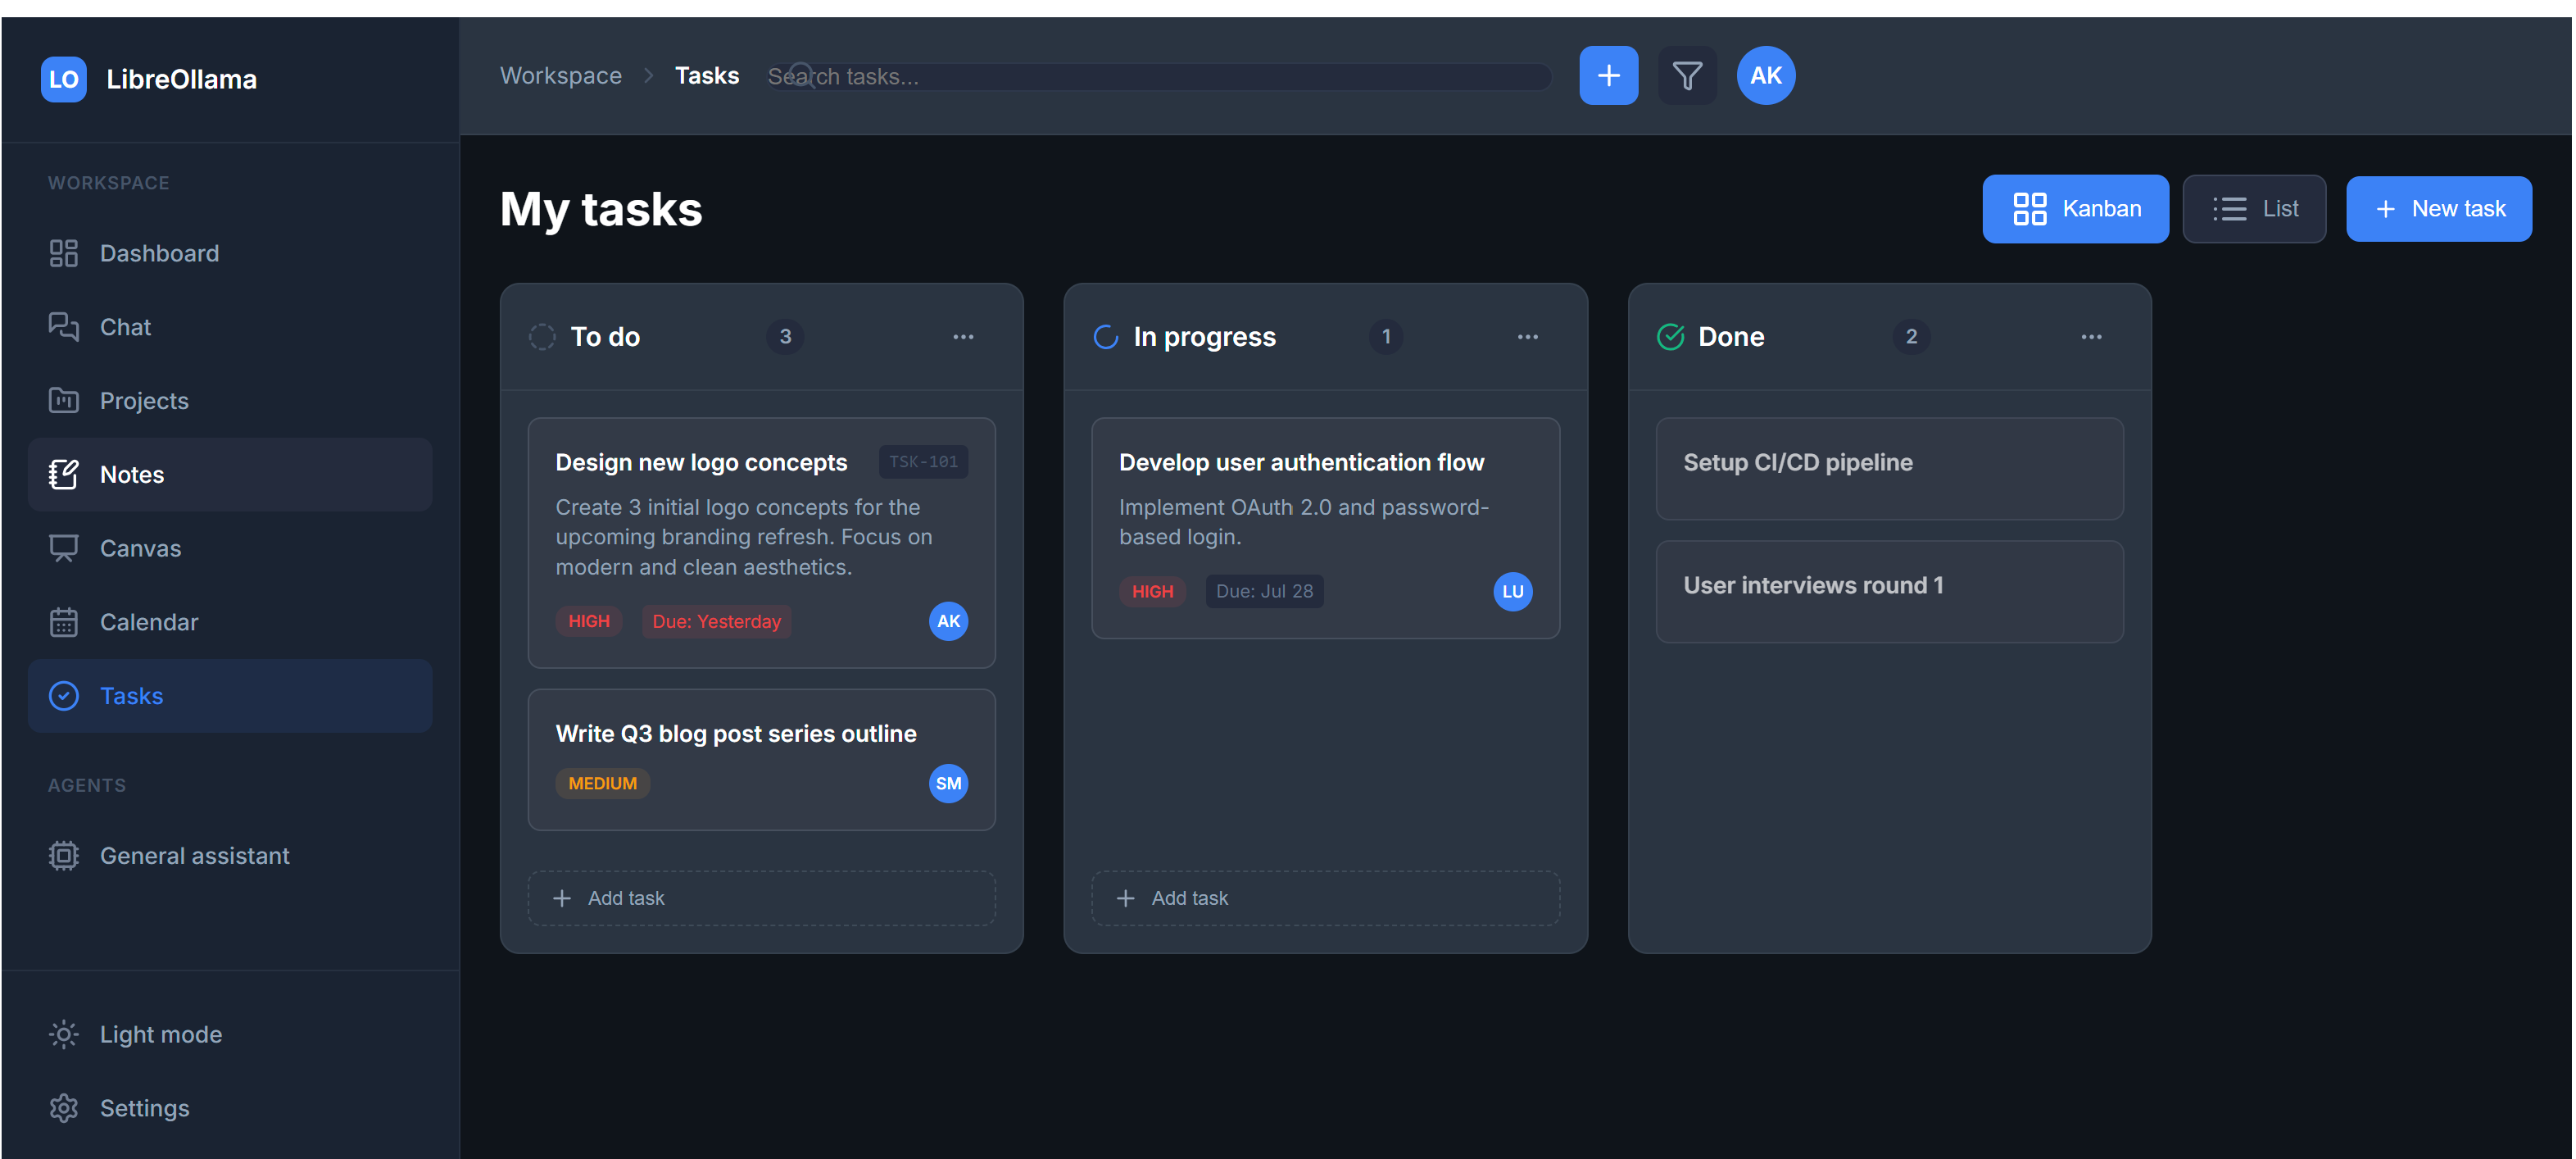 LO LibreOllama
WORKSPACE
Dashboard
Chat
Projects
Notes
Canvas
Calendar
Tasks
AGENTS
General assistant
Light mode
Settings
Workspace Tasks Search tasks... AK
My tasks
Kanban List New task
To do 3
Design new logo concepts TSK-101
Create 3 initial logo concepts for the
upcoming branding refresh. Focus on
modern and clean aesthetics.
HIGH Due: Yesterday AK
Write Q3 blog post series outline
MEDIUM SM
Add task
In progress 1
Develop user authentication flow
Implement OAuth 2.0 and password-
based login.
HIGH Due: Jul 28 LU
Add task
Done 2
Setup CI/CD pipeline
User interviews round 1